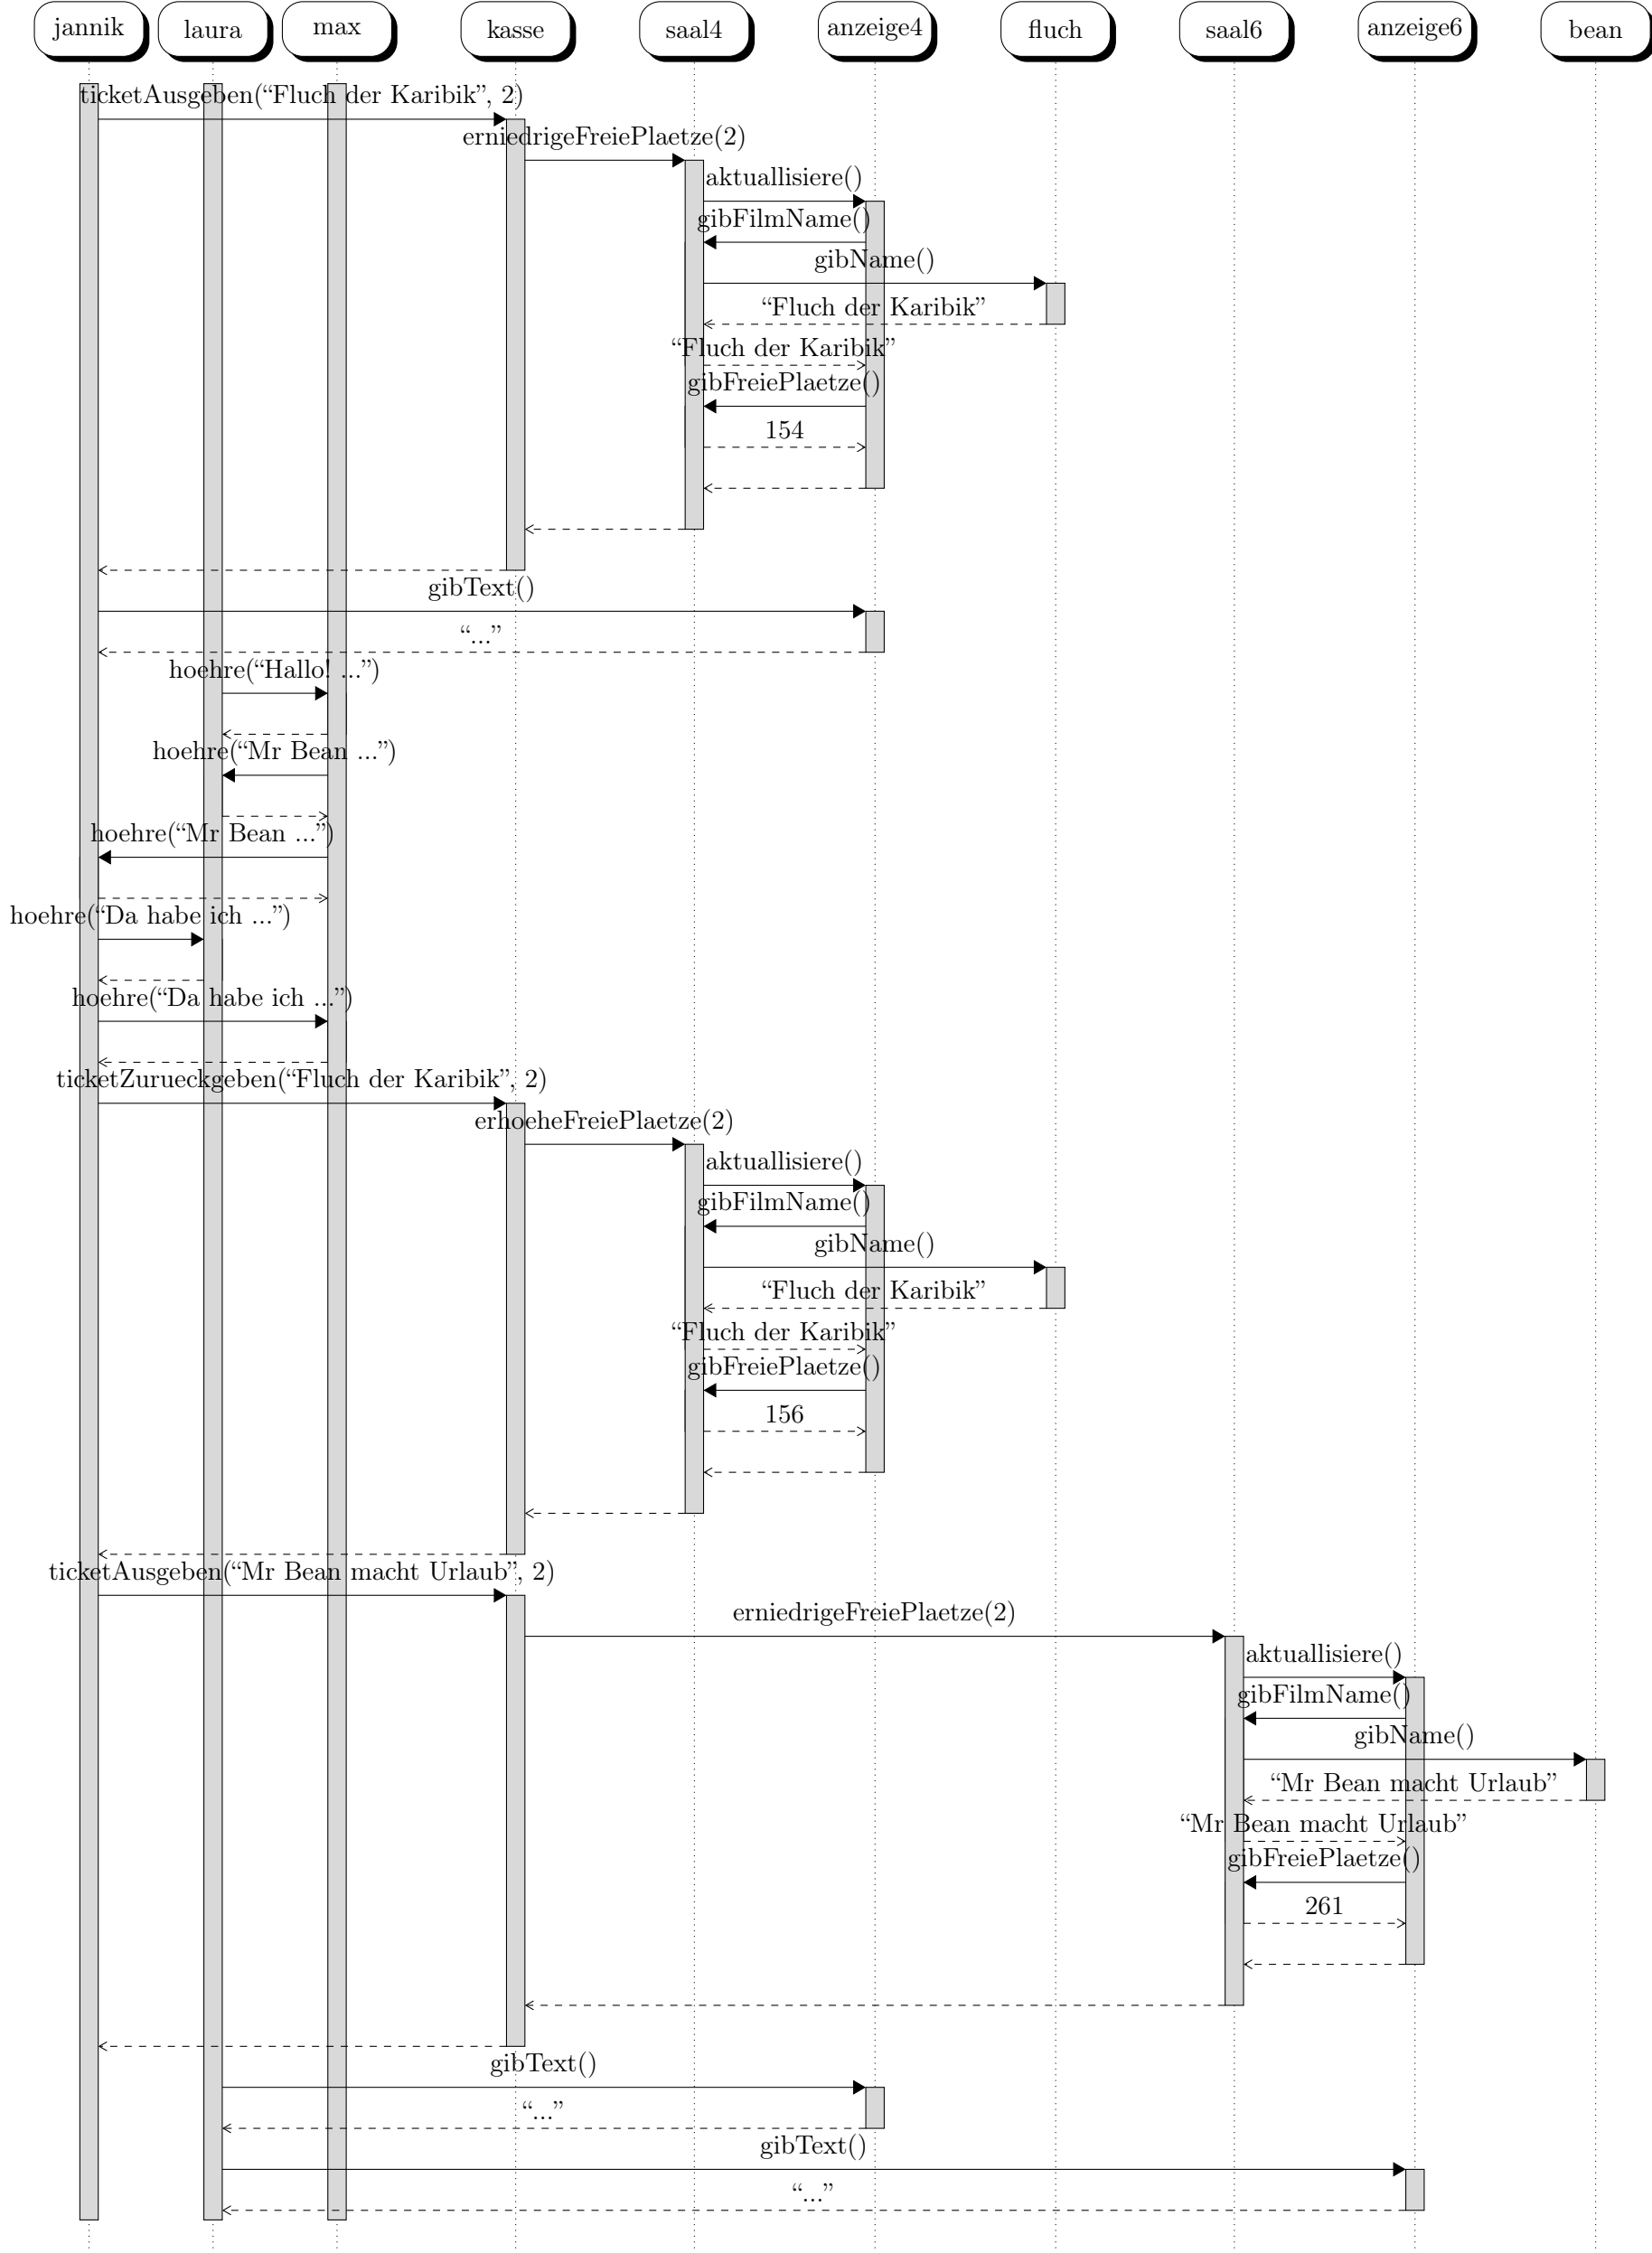 jannik laura max kasse saal4 anzeige4 fluch saal6 anzeige6 bean
ticketAusgeben(“Fluch der Karibik”, 2)
erniedrigeFreiePlaetze(2)
aktuallisiere()
gibFilmName()
gibName()
“Fluch der Karibik”
“Fluch der Karibik”
gibFreiePlaetze()
154
gibText()
“...”
hoehre(“Hallo! ...”)
hoehre(“Mr Bean ...”)
hoehre(“Mr Bean ...”)
hoehre(“Da habe ich ...”)
hoehre(“Da habe ich ...”)
ticketZurueckgeben(“Fluch der Karibik”, 2)
erhoeheFreiePlaetze(2)
aktuallisiere()
gibFilmName()
gibName()
“Fluch der Karibik”
“Fluch der Karibik”
gibFreiePlaetze()
156
ticketAusgeben(“Mr Bean macht Urlaub”, 2)
erniedrigeFreiePlaetze(2)
aktuallisiere()
gibFilmName()
gibName()
“Mr Bean macht Urlaub”
“Mr Bean macht Urlaub”
gibFreiePlaetze()
261
gibText()
“...”
gibText()
“...”